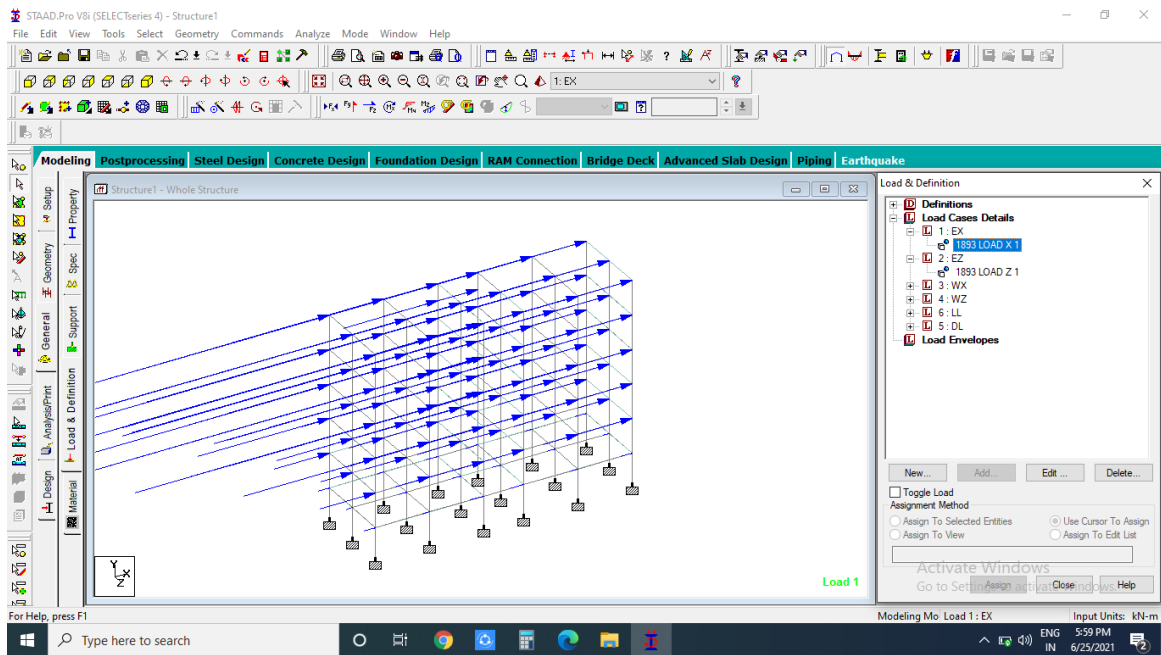 STAAD.Pro V8i (SELECTseries 4) - Structure1
File Edit View Tools Select Geometry Commands Analyze Mode Window Help
1: EX
Modeling Postprocessing Steel Design Concrete Design Foundation Design RAM Connection Bridge Deck Advanced Slab Design Piping Earthquake
Setup
Geometry
General
Analysis/Print
Design
Property
Spec
Support
Load & Definition
Material
Structure1 - Whole Structure
Y
X
Z
Load 1
Load & Definition
Definitions
Load Cases Details
1 : EX
1893 LOAD X 1
2 : EZ
1893 LOAD Z 1
3 : WX
4 : WZ
6 : LL
5 : DL
Load Envelopes
New... Add... Edit ... Delete...
Toggle Load
Assignment Method
Assign To Selected Entities Use Cursor To Assign
Assign To View Assign To Edit List
Activate Windows
Go to Settings to activate Windows.
Assign Close Help
For Help, press F1 Modeling Mo Load 1 : EX Input Units: kN-m
Type here to search
ENG 5:59 PM
IN 6/25/2021
2